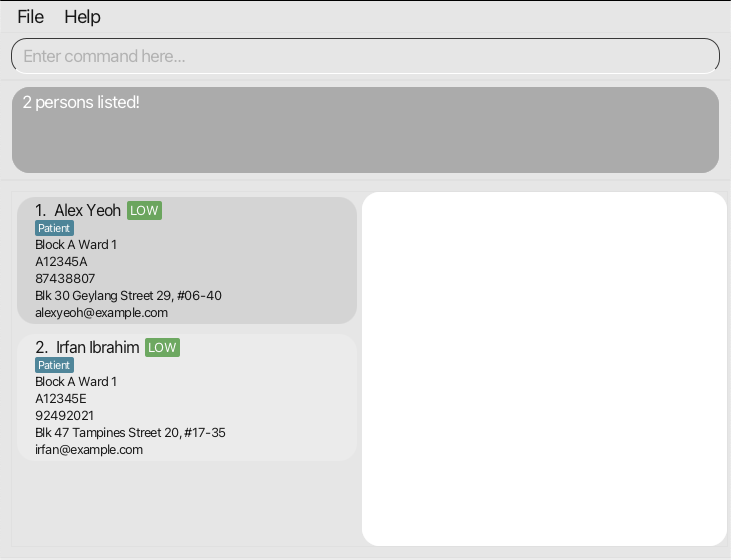 File Help
Enter command here...
2 persons listed!
1. Alex Yeoh LOW
Patient
Block A Ward 1
A12345A
87438807
Blk 30 Geylang Street 29, #06-40
alexyeoh@example.com
2. Irfan Ibrahim LOW
Patient
Block A Ward 1
A12345E
92492021
Blk 47 Tampines Street 20, #17-35
irfan@example.com